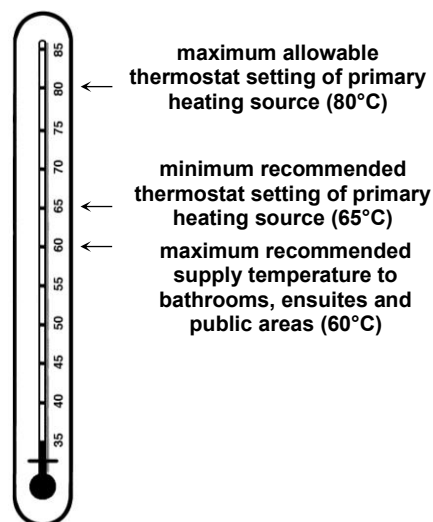 85
80
75
70
65
60
55
50
45
40
35
maximum allowable
thermostat setting of primary
heating source (80°C)
minimum recommended
thermostat setting of primary
heating source (65°C)
maximum recommended
supply temperature to
bathrooms, ensuites and
public areas (60°C)